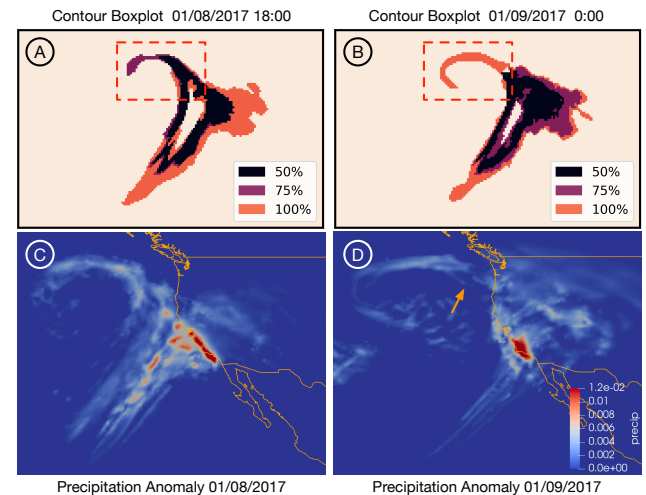 Contour Boxplot  01/08/2017 18:00
Contour Boxplot  01/09/2017  0:00
A
50%
75%
100%
B
50%
75%
100%
C
D
1.2e-02
0.01
0.008
0.006
0.004
0.002
0.0e+00
precip
Precipitation Anomaly 01/08/2017
Precipitation Anomaly 01/09/2017